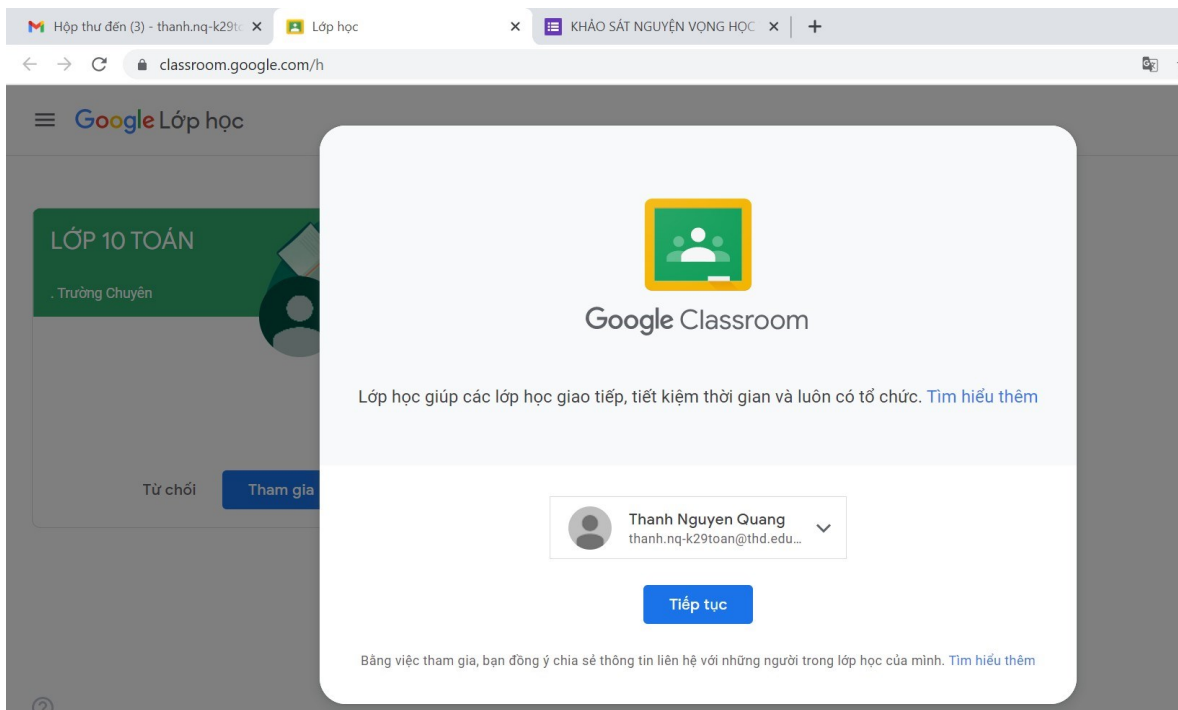 Hộp thư đến (3) - thanh.nq-k29to
Lớp học
KHẢO SÁT NGUYỆN VỌNG HỌC
classroom.google.com/h
Google Lớp học
LỚP 10 TOÁN
. Trường Chuyên
Từ chối
Tham gia
Google Classroom
Lớp học giúp các lớp học giao tiếp, tiết kiệm thời gian và luôn có tổ chức. Tìm hiểu thêm
Thanh Nguyen Quang
thanh.nq-k29toan@thd.edu...
Tiếp tục
Bằng việc tham gia, bạn đồng ý chia sẻ thông tin liên hệ với những người trong lớp học của mình. Tìm hiểu thêm